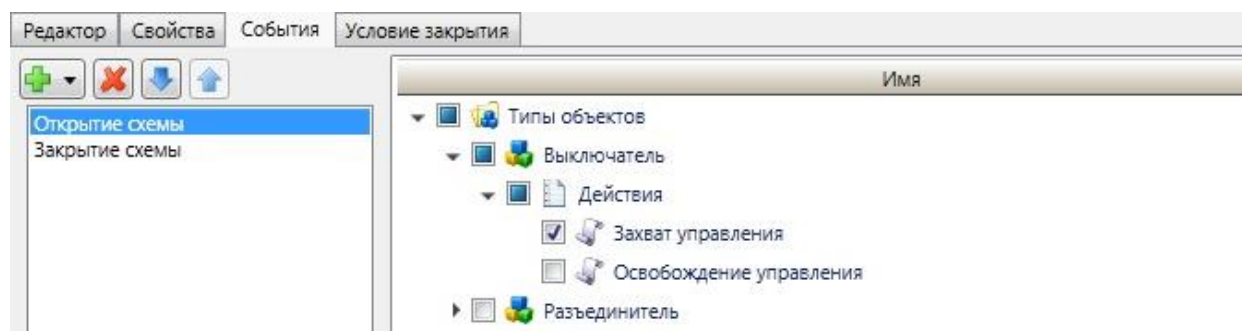 Редактор Свойства События Условие закрытия
Имя
Открытие схемы
Закрытие схемы
Типы объектов
Выключатель
Действия
Захват управления
Освобождение управления
Разъединитель